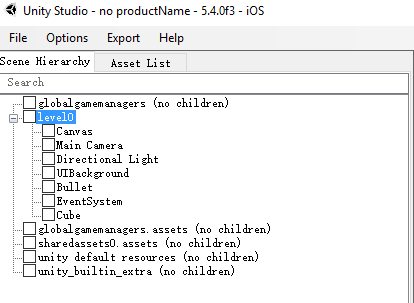 Unity Studio - no productName - 5.4.0f3 - iOS
File Options Export Help
Scene Hierarchy Asset List
Search
globalgamemanagers (no children)
level0
Canvas
Main Camera
Directional Light
UIBackground
Bullet
EventSystem
Cube
globalgamemanagers.assets (no children)
sharedassets0.assets (no children)
unity default resources (no children)
unity_builtin_extra (no children)